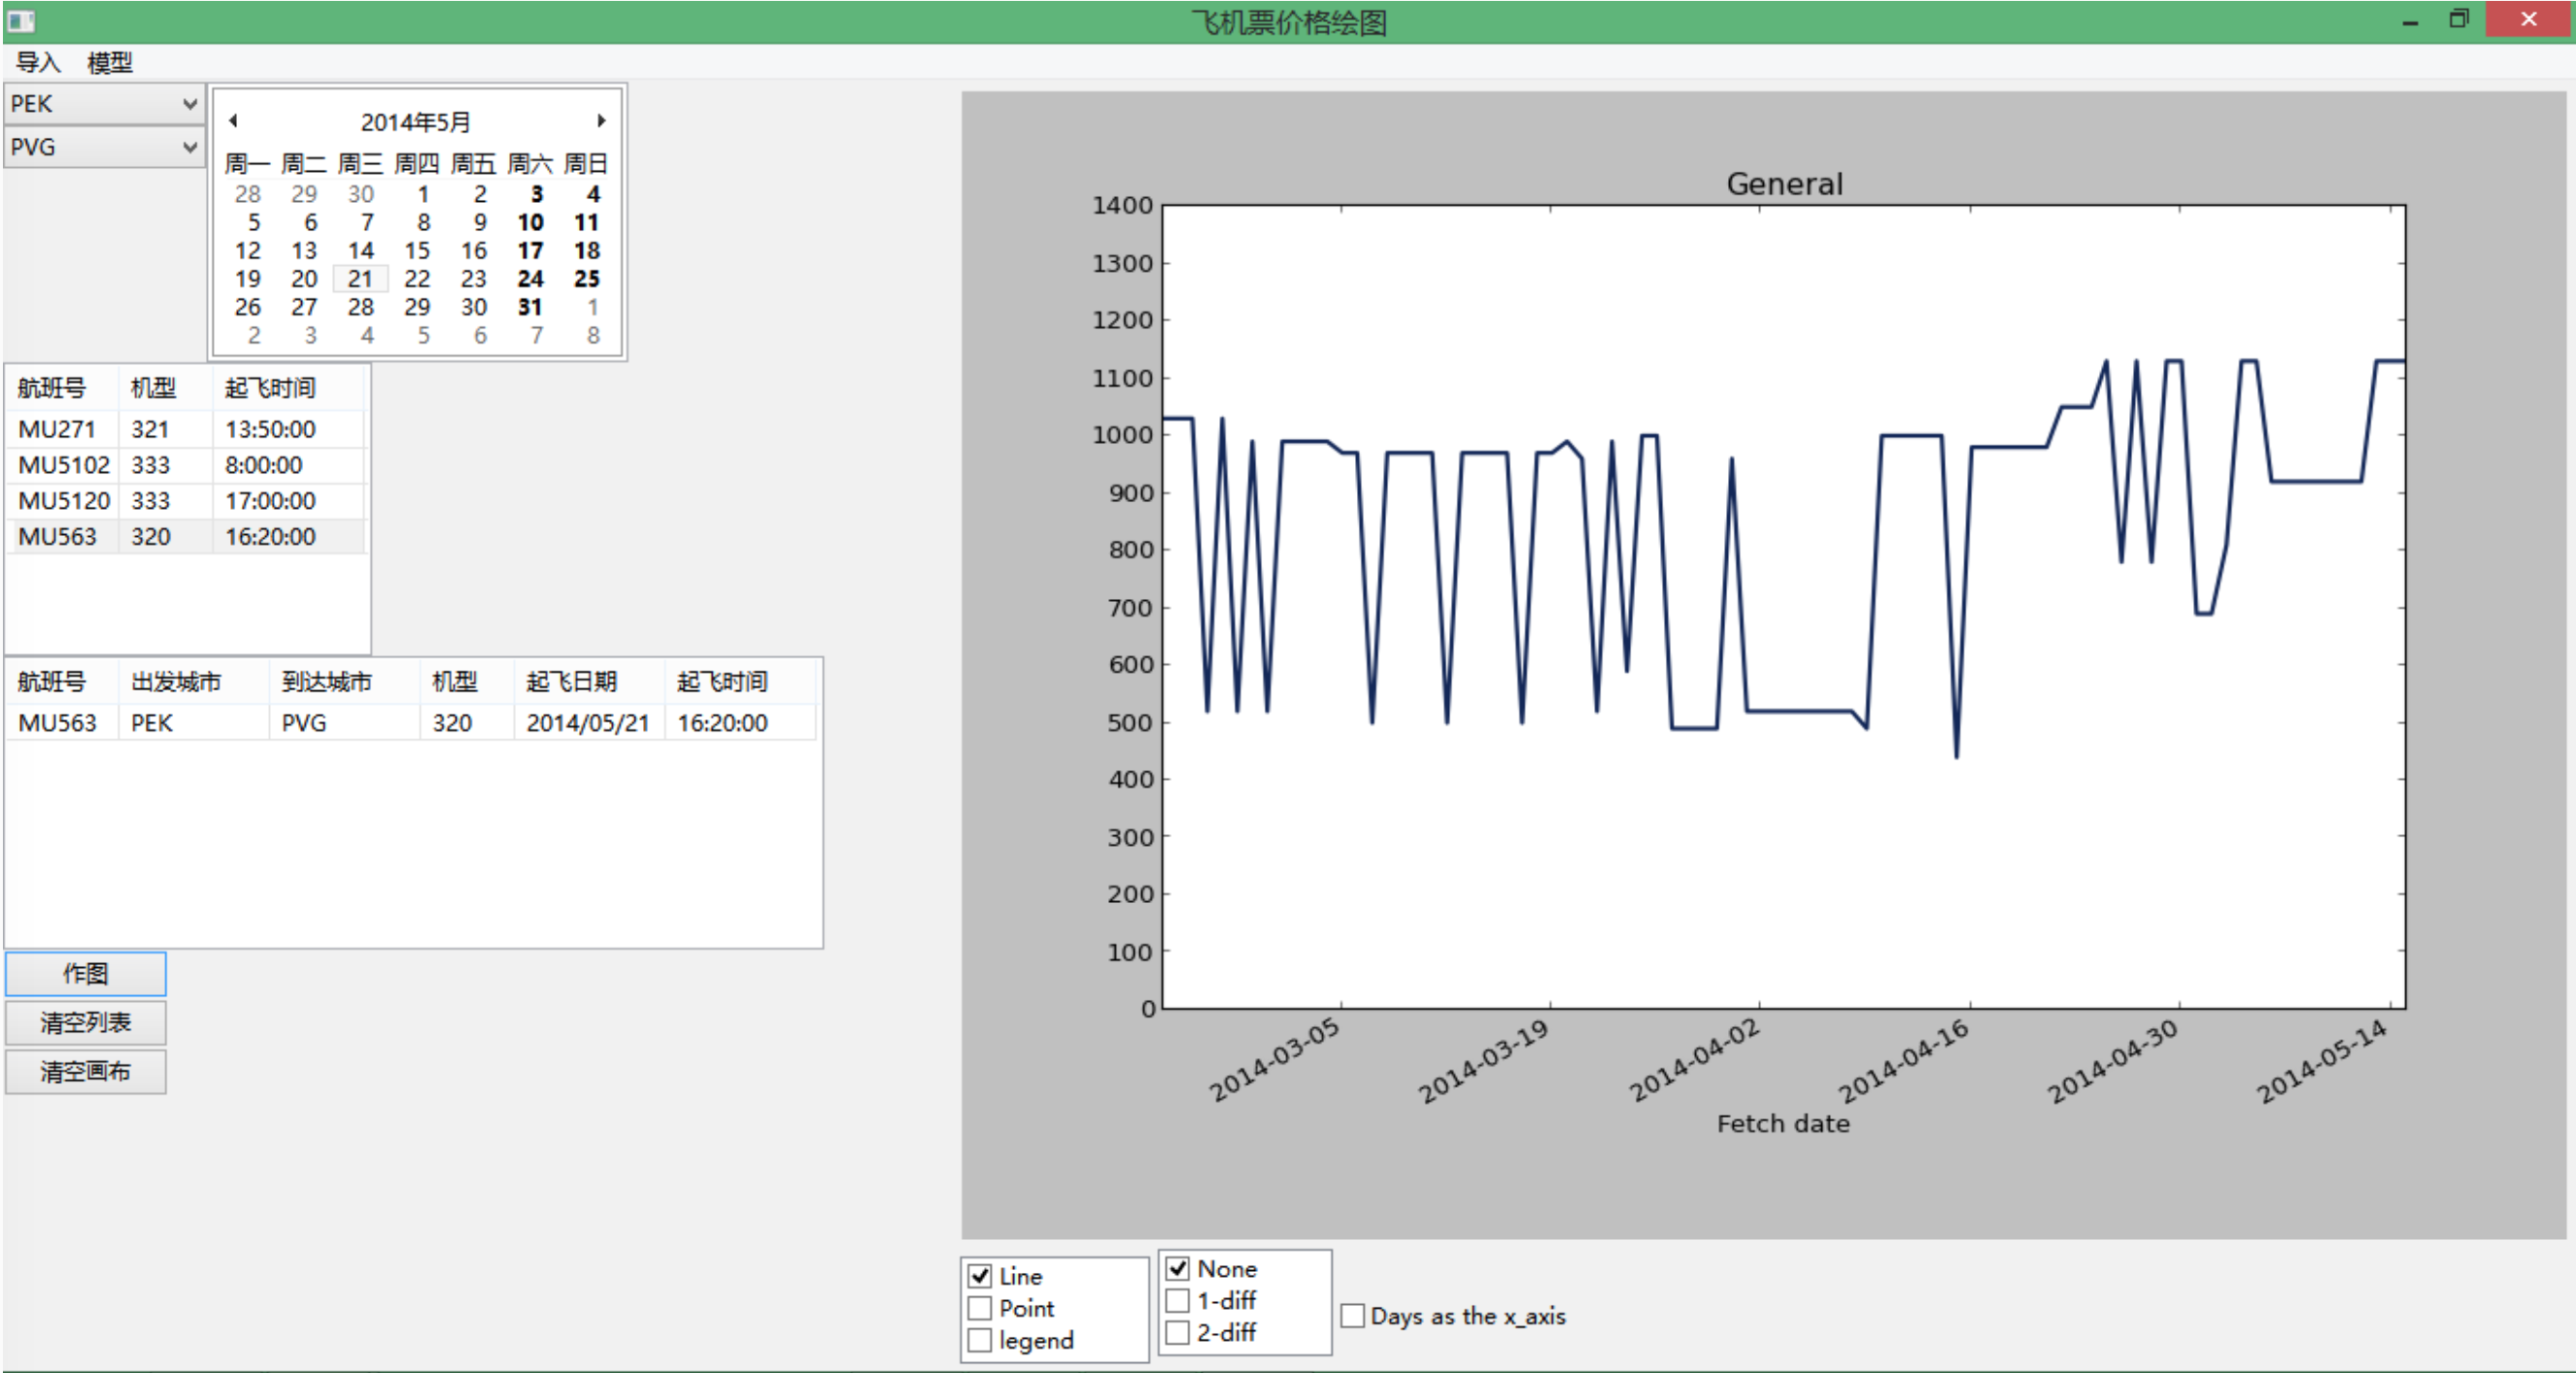 飞机票价格绘图
导入 模型
PEK
PVG
2014年5月
周一 周二 周三 周四 周五 周六 周日
28 29 30 1 2 3 4
5 6 7 8 9 10 11
12 13 14 15 16 17 18
19 20 21 22 23 24 25
26 27 28 29 30 31 1
2 3 4 5 6 7 8
航班号 机型 起飞时间
MU271 321 13:50:00
MU5102 333 8:00:00
MU5120 333 17:00:00
MU563 320 16:20:00
航班号 出发城市 到达城市 机型 起飞日期 起飞时间
MU563 PEK PVG 320 2014/05/21 16:20:00
作图
清空列表
清空画布
General
1400
1300
1200
1100
1000
900
800
700
600
500
400
300
200
100
0
2014-03-05 2014-03-19 2014-04-02 2014-04-16 2014-04-30 2014-05-14
Fetch date
Line
Point
legend
None
1-diff
2-diff
Days as the x_axis